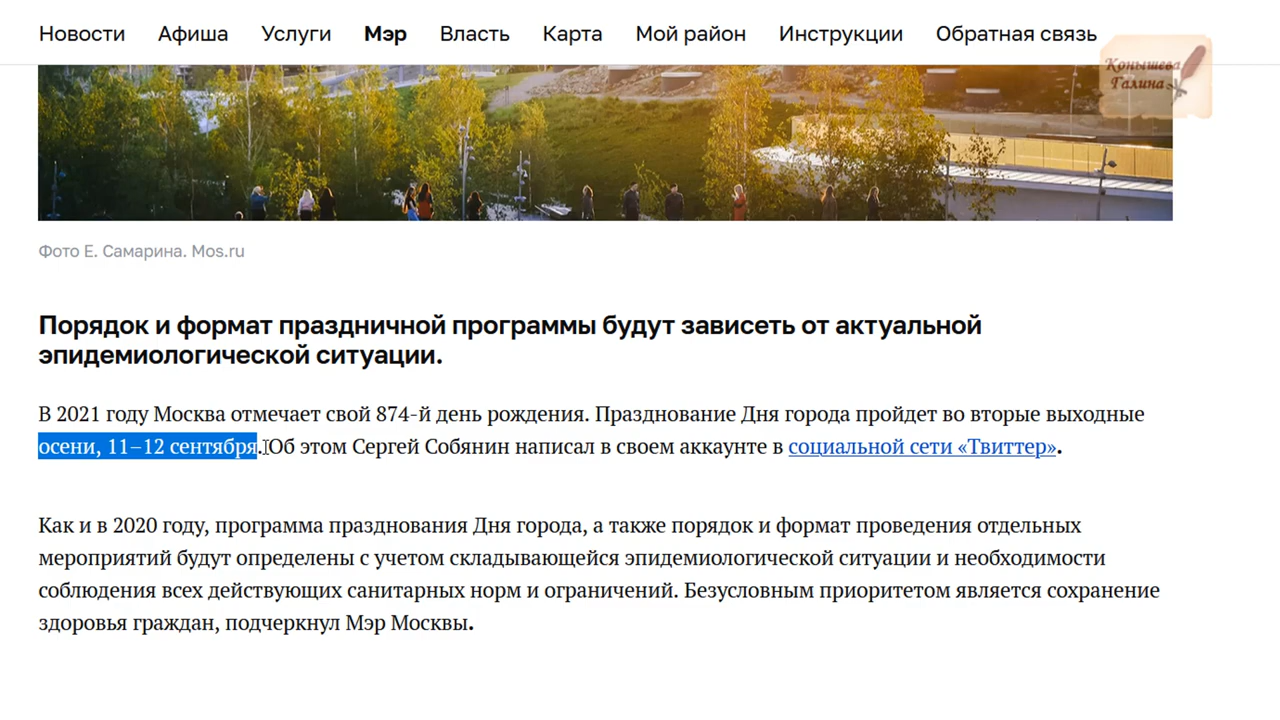 Новости Афиша Услуги Мэр Власть Карта Мой район Инструкции Обратная связь
Конышева
Галина
Фото Е. Самарина. Mos.ru
Порядок и формат праздничной программы будут зависеть от актуальной
эпидемиологической ситуации.
В 2021 году Москва отмечает свой 874-й день рождения. Празднование Дня города пройдет во вторые выходные
осени, 11–12 сентября. Об этом Сергей Собянин написал в своем аккаунте в социальной сети «Твиттер».
Как и в 2020 году, программа празднования Дня города, а также порядок и формат проведения отдельных
мероприятий будут определены с учетом складывающейся эпидемиологической ситуации и необходимости
соблюдения всех действующих санитарных норм и ограничений. Безусловным приоритетом является сохранение
здоровья граждан, подчеркнул Мэр Москвы.